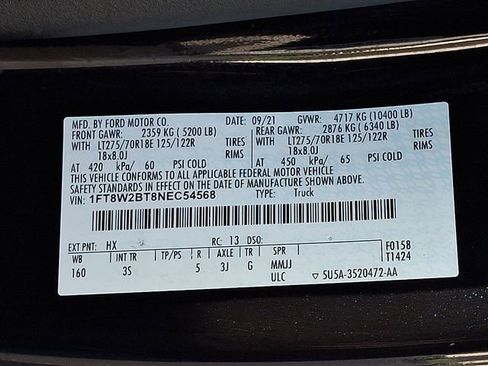 MFD. BY FORD MOTOR CO. 09/21 GVWR: 4717 KG (10400 LB)
FRONT GAWR: 2359 KG (5200 LB) REAR GAWR: 2876 KG (6340 LB)
WITH LT275/70R18E 125/122R TIRES WITH LT275/70R18E 125/122R TIRES
18x8.0J RIMS 18x8.0J RIMS
AT 420 kPa/ 60 PSI COLD AT 450 kPa/ 65 PSI COLD
THIS VEHICLE CONFORMS TO ALL APPLICABLE FEDERAL MOTOR VEHICLE
SAFETY STANDARDS IN EFFECT ON THE DATE OF MANUFACTURE SHOWN ABOVE.
VIN: 1FT8W2BT8NEC54568 TYPE: Truck
EXT PNT: HX RC: 13 DSO:
WB INT TR TP/PS R AXLE TR SPR
160 3S 5 3J G MMJJ
ULC
F0158
T1424
▽ 5U5A-3520472-AA